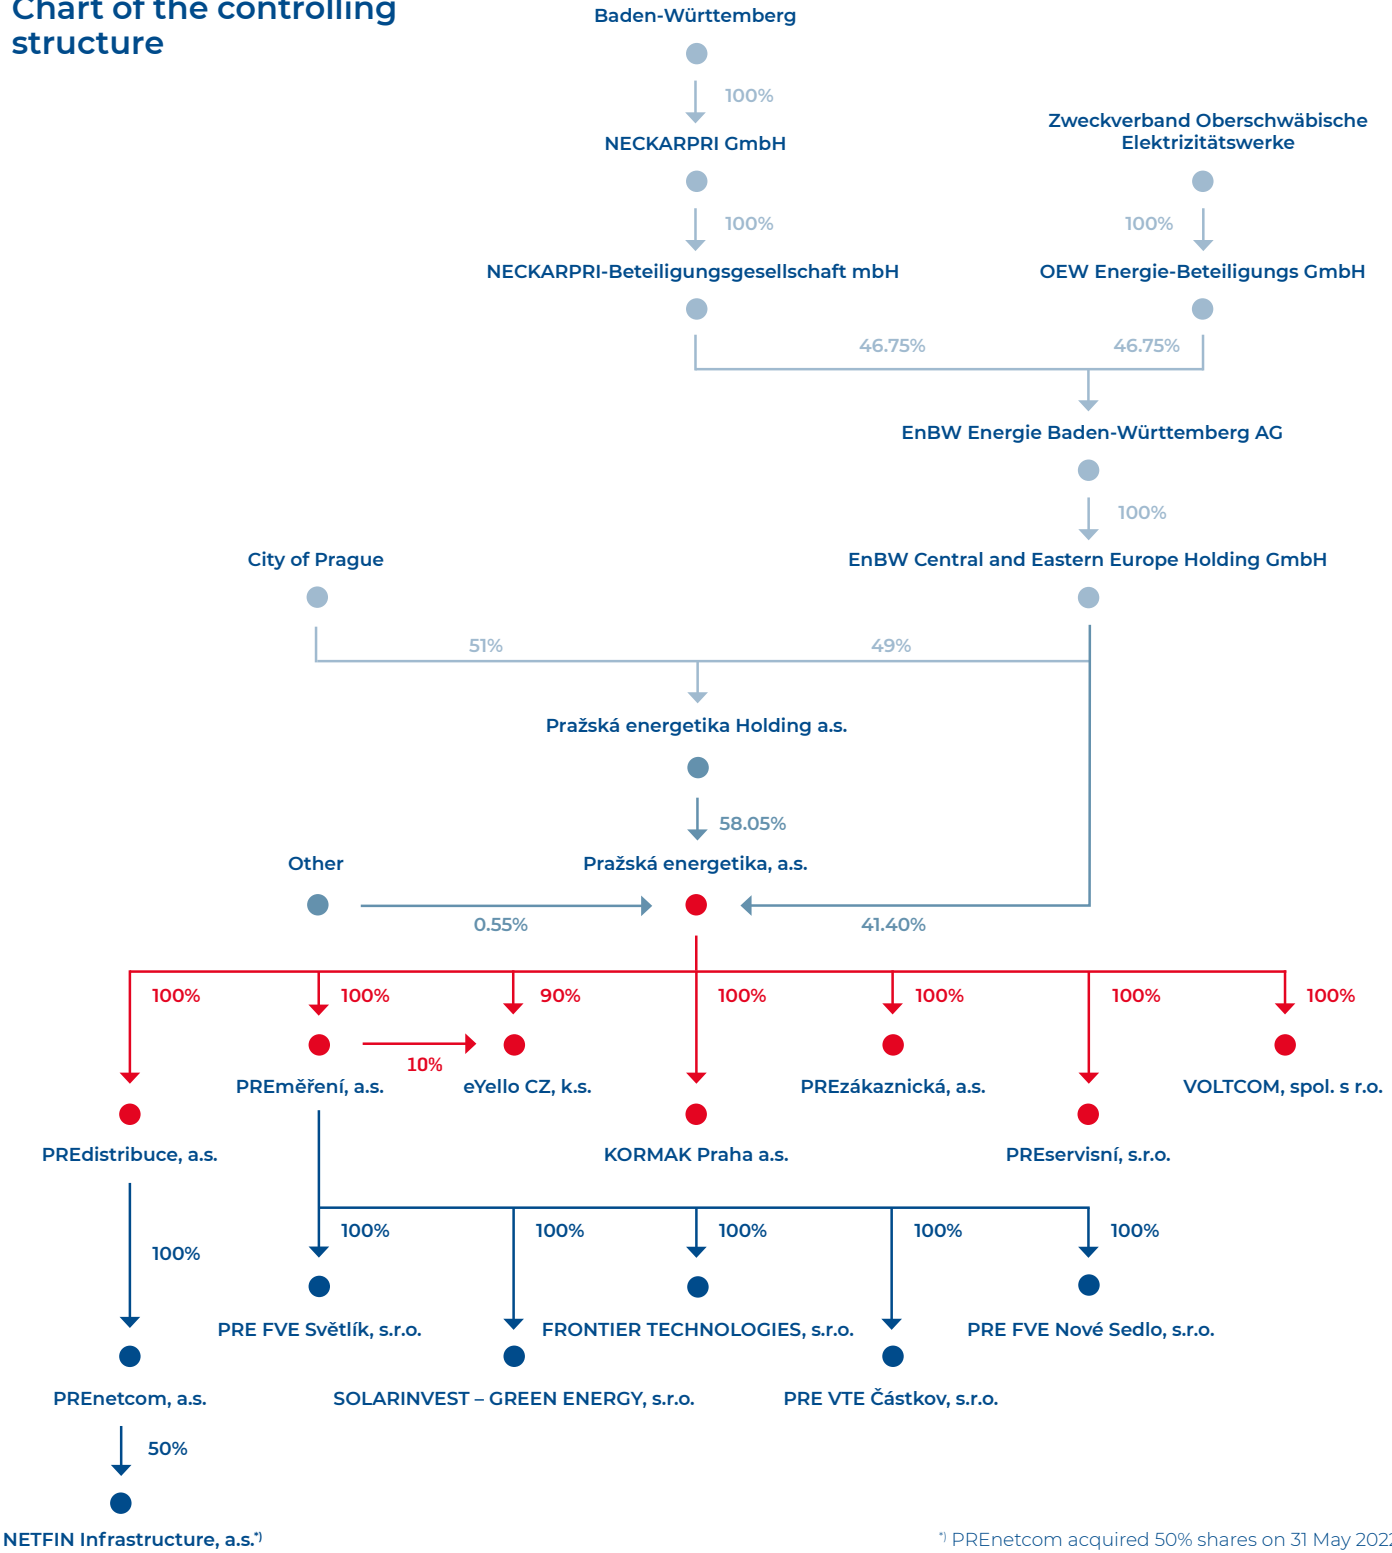 Chart of the controlling
structure
Baden-Württemberg
100%
NECKARPRI GmbH
Zweckverband Oberschwäbische
Elektrizitätswerke
100%
100%
NECKARPRI-Beteiligungsgesellschaft mbH
OEW Energie-Beteiligungs GmbH
46.75%
46.75%
EnBW Energie Baden-Württemberg AG
100%
City of Prague
EnBW Central and Eastern Europe Holding GmbH
51%
49%
Pražská energetika Holding a.s.
58.05%
Other
Pražská energetika, a.s.
0.55%
41.40%
100%
100%
90%
100%
100%
100%
100%
10%
PREměření, a.s.
eYello CZ, k.s.
PREzákaznická, a.s.
VOLTCOM, spol. s r.o.
PREdistribuce, a.s.
KORMAK Praha a.s.
PREservisní, s.r.o.
100%
100%
100%
100%
100%
100%
PRE FVE Světlík, s.r.o.
FRONTIER TECHNOLOGIES, s.r.o.
PRE FVE Nové Sedlo, s.r.o.
PREnetcom, a.s.
SOLARINVEST – GREEN ENERGY, s.r.o.
PRE VTE Částkov, s.r.o.
50%
NETFIN Infrastructure, a.s.*)
*) PREnetcom acquired 50% shares on 31 May 2022